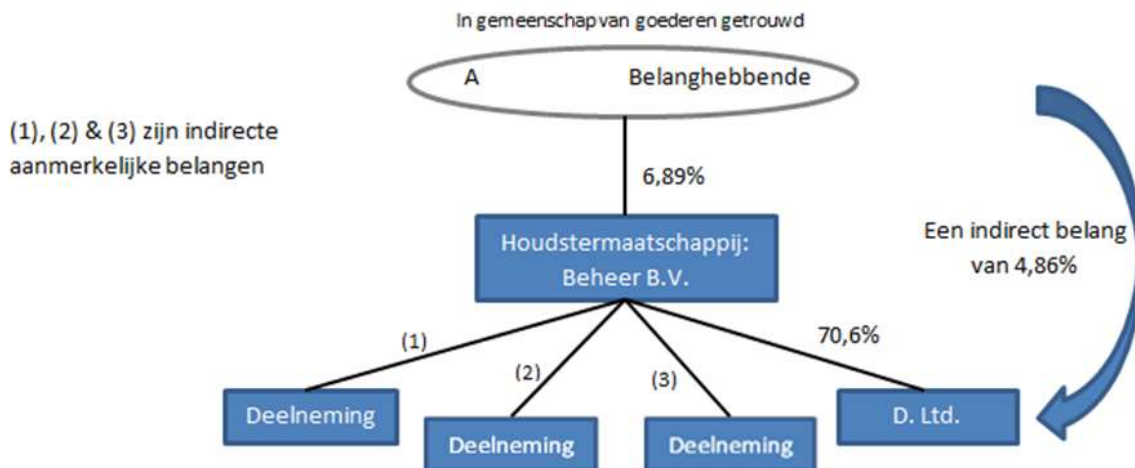 In gemeenschap van goederen getrouwd
A Belanghebbende
(1), (2) & (3) zijn indirecte
aanmerkelijke belangen
6,89%
Houdstermaatschappij:
Beheer B.V.
Een indirect belang
van 4,86%
(1)
(2)
(3)
70,6%
Deelneming
Deelneming
Deelneming
D. Ltd.